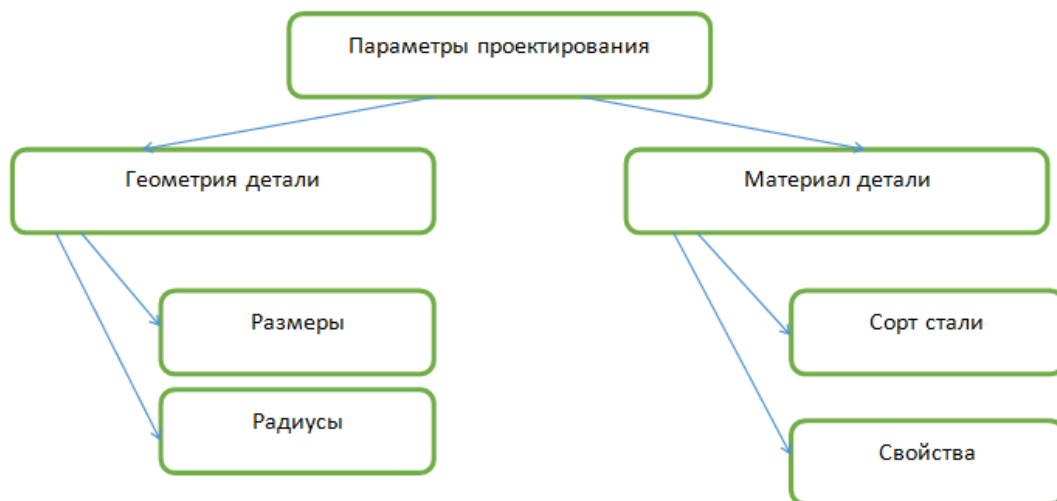 Параметры проектирования
Геометрия детали
Материал детали
Размеры
Сорт стали
Радиусы
Свойства